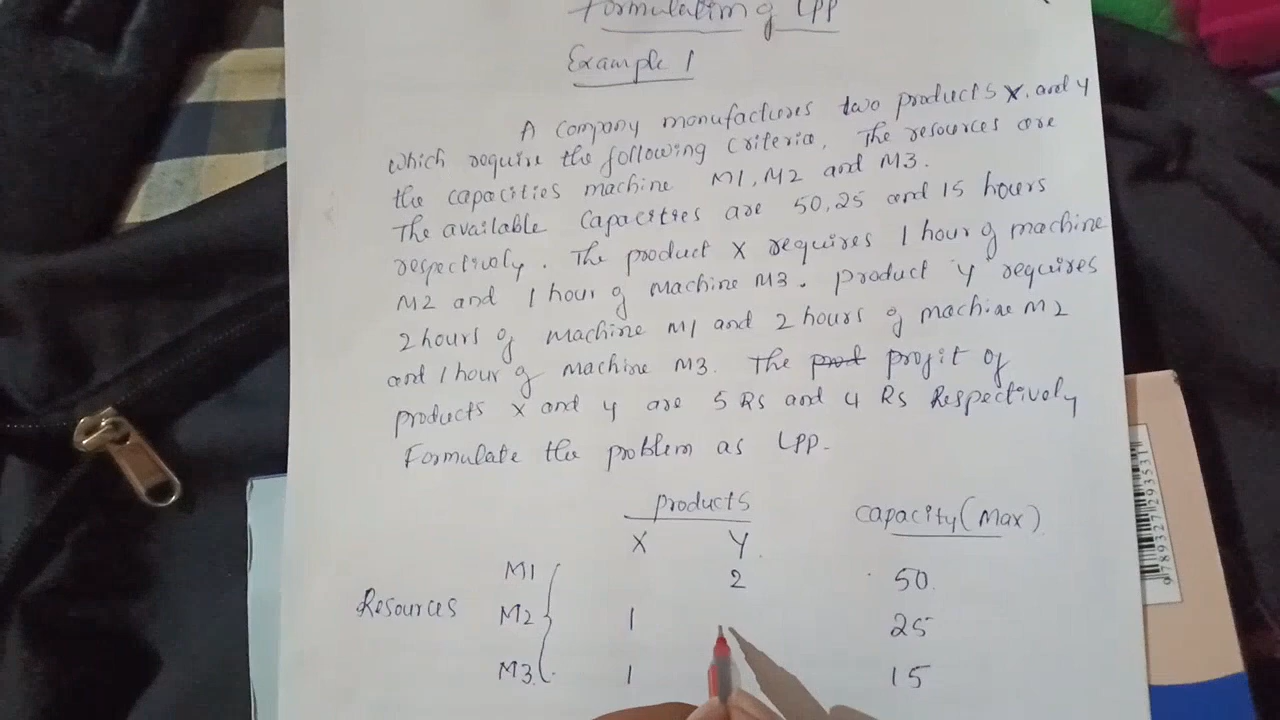 Formulating LPP
Example 1
A company manufactures two products X, and Y
which require the following criteria. The resources are
the capacities machine M1, M2 and M3.
The available capacities are 50, 25 and 15 hours
respectively. The product X requires 1 hour of machine
M2 and 1 hour of machine M3. product Y requires
2 hours of machine M1 and 2 hours of machine M2
and 1 hour of machine M3. The prod profit of
products X and Y are 5 RS and 4 RS Respectively
Formulate the problem as LPP.
products
X Y
capacity (Max)
M1 2 50.
Resources M2 1 25
M3. 1 15
9789327293531